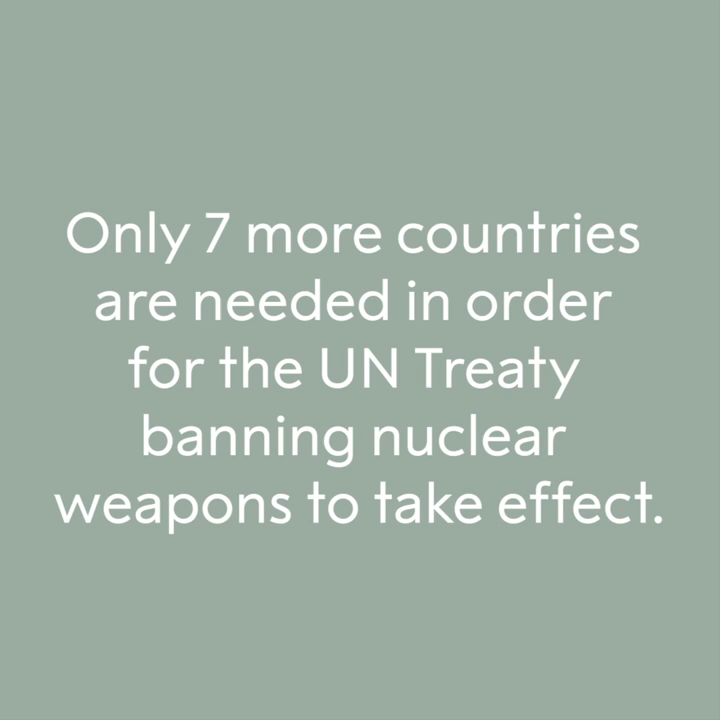 Only 7 more countries
are needed in order
for the UN Treaty
banning nuclear
weapons to take effect.